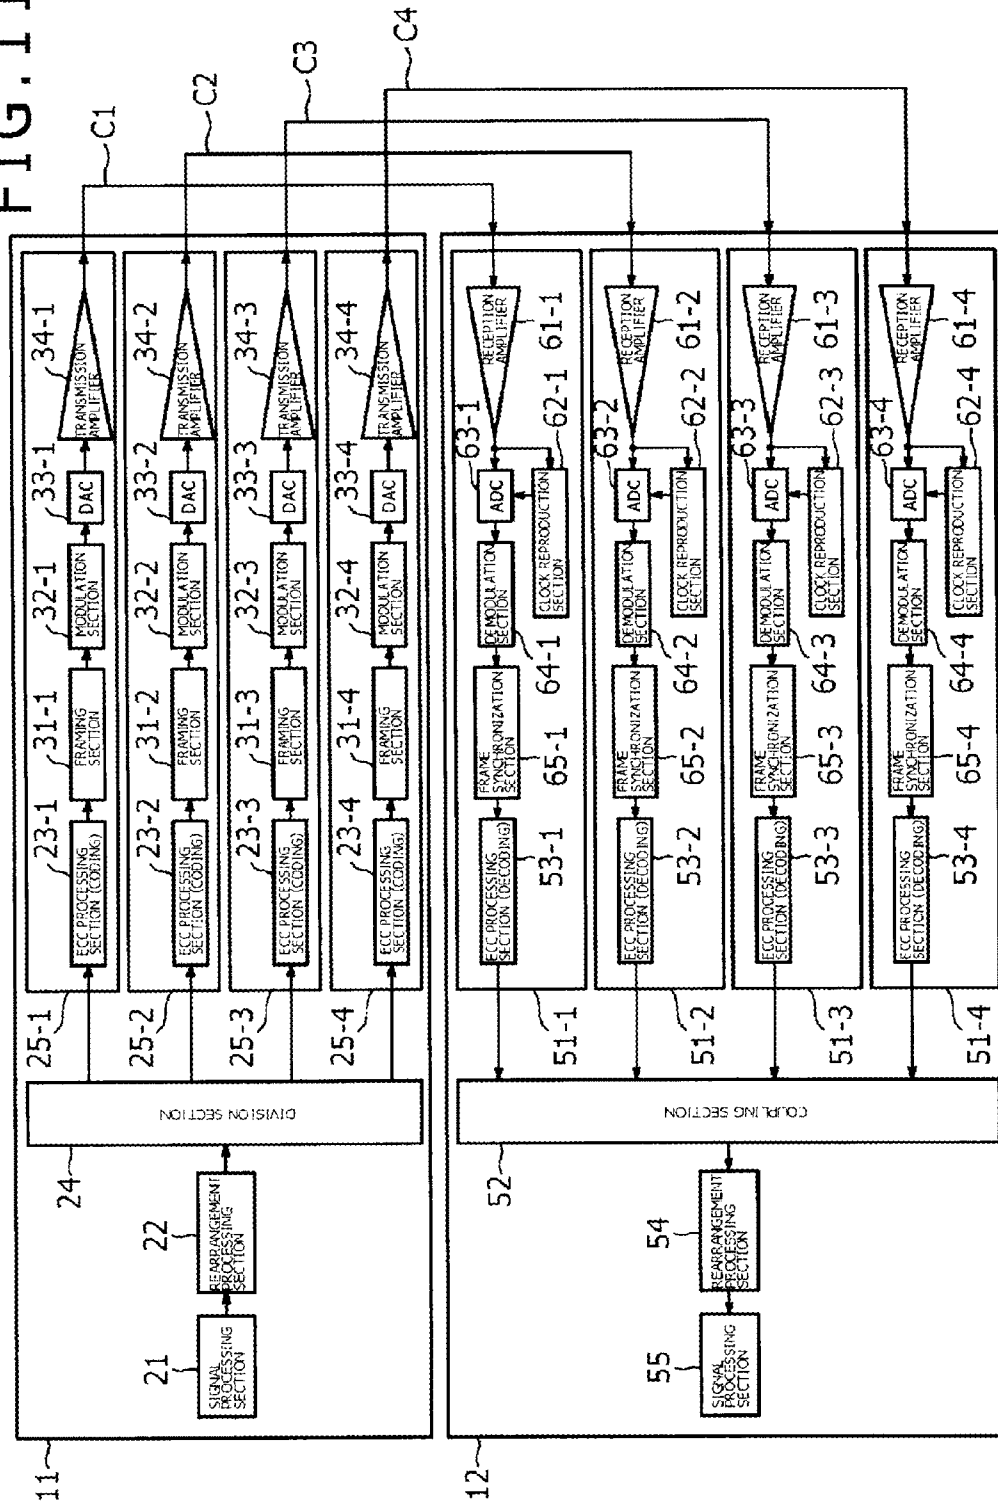 FIG.11
11
21
SIGNAL
PROCESSING
SECTION
22
REARRANGEMENT
PROCESSING
SECTION
24
DIVISION SECTION
25-1
23-1
ECC PROCESSING
SECTION (CODING)
31-1
FRAMING
SECTION
32-1
MODULATION
SECTION
33-1
DAC
34-1
TRANSMISSION
AMPLIFIER
C1
25-2
23-2
ECC PROCESSING
SECTION (CODING)
31-2
FRAMING
SECTION
32-2
MODULATION
SECTION
33-2
DAC
34-2
TRANSMISSION
AMPLIFIER
C2
25-3
23-3
ECC PROCESSING
SECTION (CODING)
31-3
FRAMING
SECTION
32-3
MODULATION
SECTION
33-3
DAC
34-3
TRANSMISSION
AMPLIFIER
C3
25-4
23-4
ECC PROCESSING
SECTION (CODING)
31-4
FRAMING
SECTION
32-4
MODULATION
SECTION
33-4
DAC
34-4
TRANSMISSION
AMPLIFIER
C4
12
55
SIGNAL
PROCESSING
SECTION
54
REARRANGEMENT
PROCESSING
SECTION
52
COUPLING SECTION
51-1
ECC PROCESSING
SECTION (DECODING)
53-1
FRAME
SYNCHRONIZATION
SECTION
65-1
DEMODULATION
SECTION
64-1
63-1
ADC
CLOCK REPRODUCTION
SECTION
62-1
RECEPTION
AMPLIFIER
61-1
51-2
ECC PROCESSING
SECTION (DECODING)
53-2
FRAME
SYNCHRONIZATION
SECTION
65-2
DEMODULATION
SECTION
64-2
63-2
ADC
CLOCK REPRODUCTION
SECTION
62-2
RECEPTION
AMPLIFIER
61-2
51-3
ECC PROCESSING
SECTION (DECODING)
53-3
FRAME
SYNCHRONIZATION
SECTION
65-3
DEMODULATION
SECTION
64-3
63-3
ADC
CLOCK REPRODUCTION
SECTION
62-3
RECEPTION
AMPLIFIER
61-3
51-4
ECC PROCESSING
SECTION (DECODING)
53-4
FRAME
SYNCHRONIZATION
SECTION
65-4
DEMODULATION
SECTION
64-4
63-4
ADC
CLOCK REPRODUCTION
SECTION
62-4
RECEPTION
AMPLIFIER
61-4